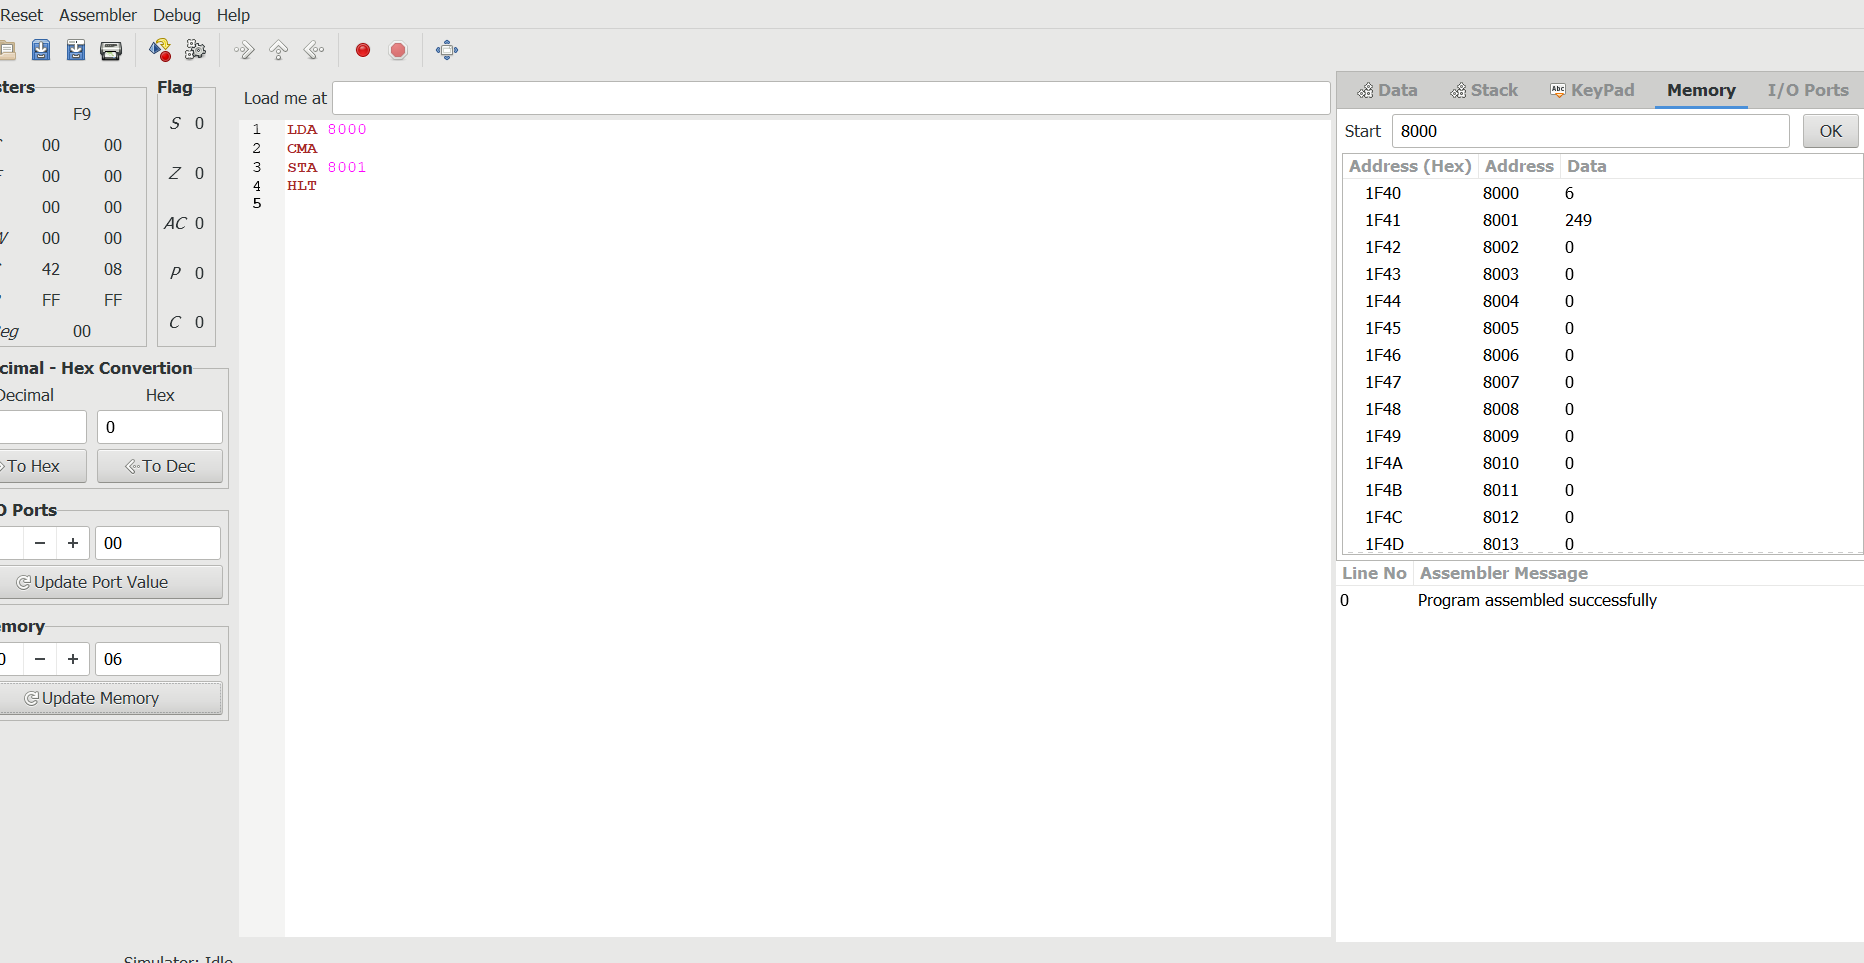 Reset Assembler Debug Help
sters
F9
00 00
00 00
00 00
00 00
42 08
FF FF
eg 00
Flag
S 0
Z 0
AC 0
P 0
C 0
cimal - Hex Convertion
Decimal Hex
0
To Hex To Dec
O Ports
− + 00
Update Port Value
emory
0 − + 06
Update Memory
Load me at
1 LDA 8000
2 CMA
3 STA 8001
4 HLT
5
Data Stack Abc KeyPad Memory I/O Ports
Start 8000 OK
Address (Hex) Address Data
1F40 8000 6
1F41 8001 249
1F42 8002 0
1F43 8003 0
1F44 8004 0
1F45 8005 0
1F46 8006 0
1F47 8007 0
1F48 8008 0
1F49 8009 0
1F4A 8010 0
1F4B 8011 0
1F4C 8012 0
1F4D 8013 0
Line No Assembler Message
0 Program assembled successfully
Simulator: Idle